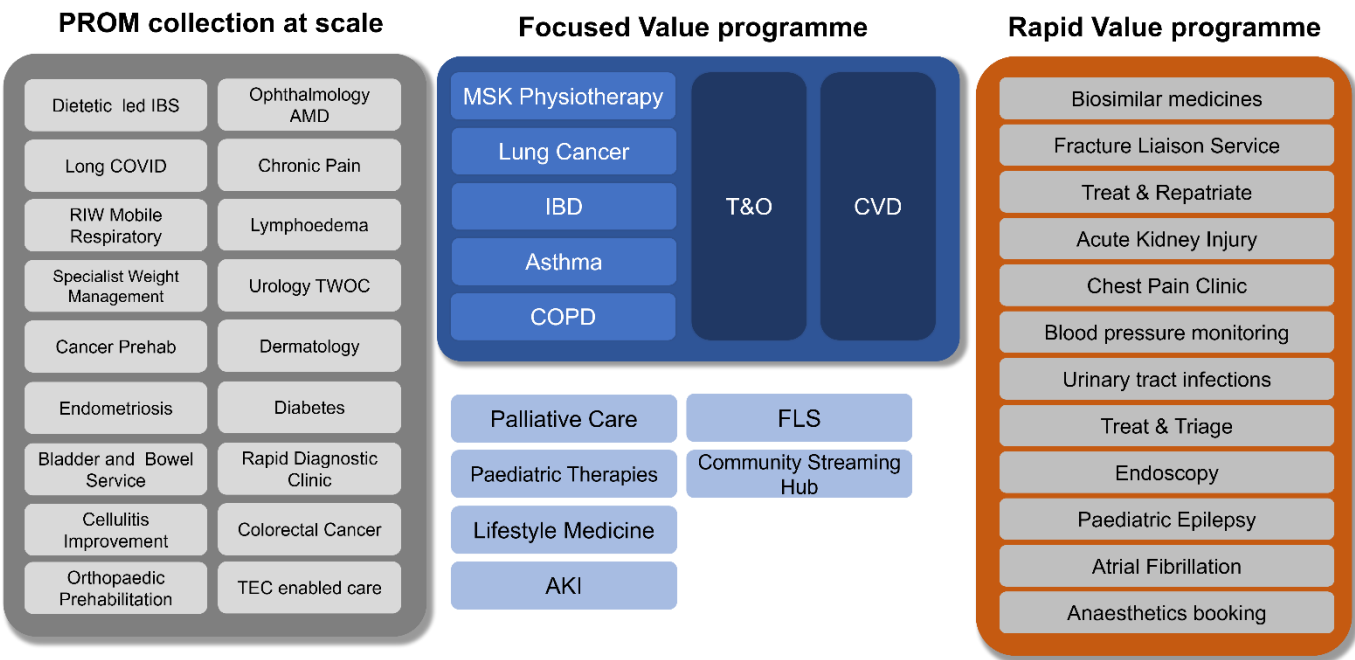 PROM collection at scale
Dietetic led IBS
Ophthalmology
AMD
Long COVID
Chronic Pain
RIW Mobile
Respiratory
Lymphoedema
Specialist Weight
Management
Urology TWOC
Cancer Prehab
Dermatology
Endometriosis
Diabetes
Bladder and Bowel
Service
Rapid Diagnostic
Clinic
Cellulitis
Improvement
Colorectal Cancer
Orthopaedic
Prehabilitation
TEC enabled care
Focused Value programme
MSK Physiotherapy
Lung Cancer
IBD
Asthma
COPD
T&O
CVD
Palliative Care
FLS
Paediatric Therapies
Community Streaming
Hub
Lifestyle Medicine
AKI
Rapid Value programme
Biosimilar medicines
Fracture Liaison Service
Treat & Repatriate
Acute Kidney Injury
Chest Pain Clinic
Blood pressure monitoring
Urinary tract infections
Treat & Triage
Endoscopy
Paediatric Epilepsy
Atrial Fibrillation
Anaesthetics booking